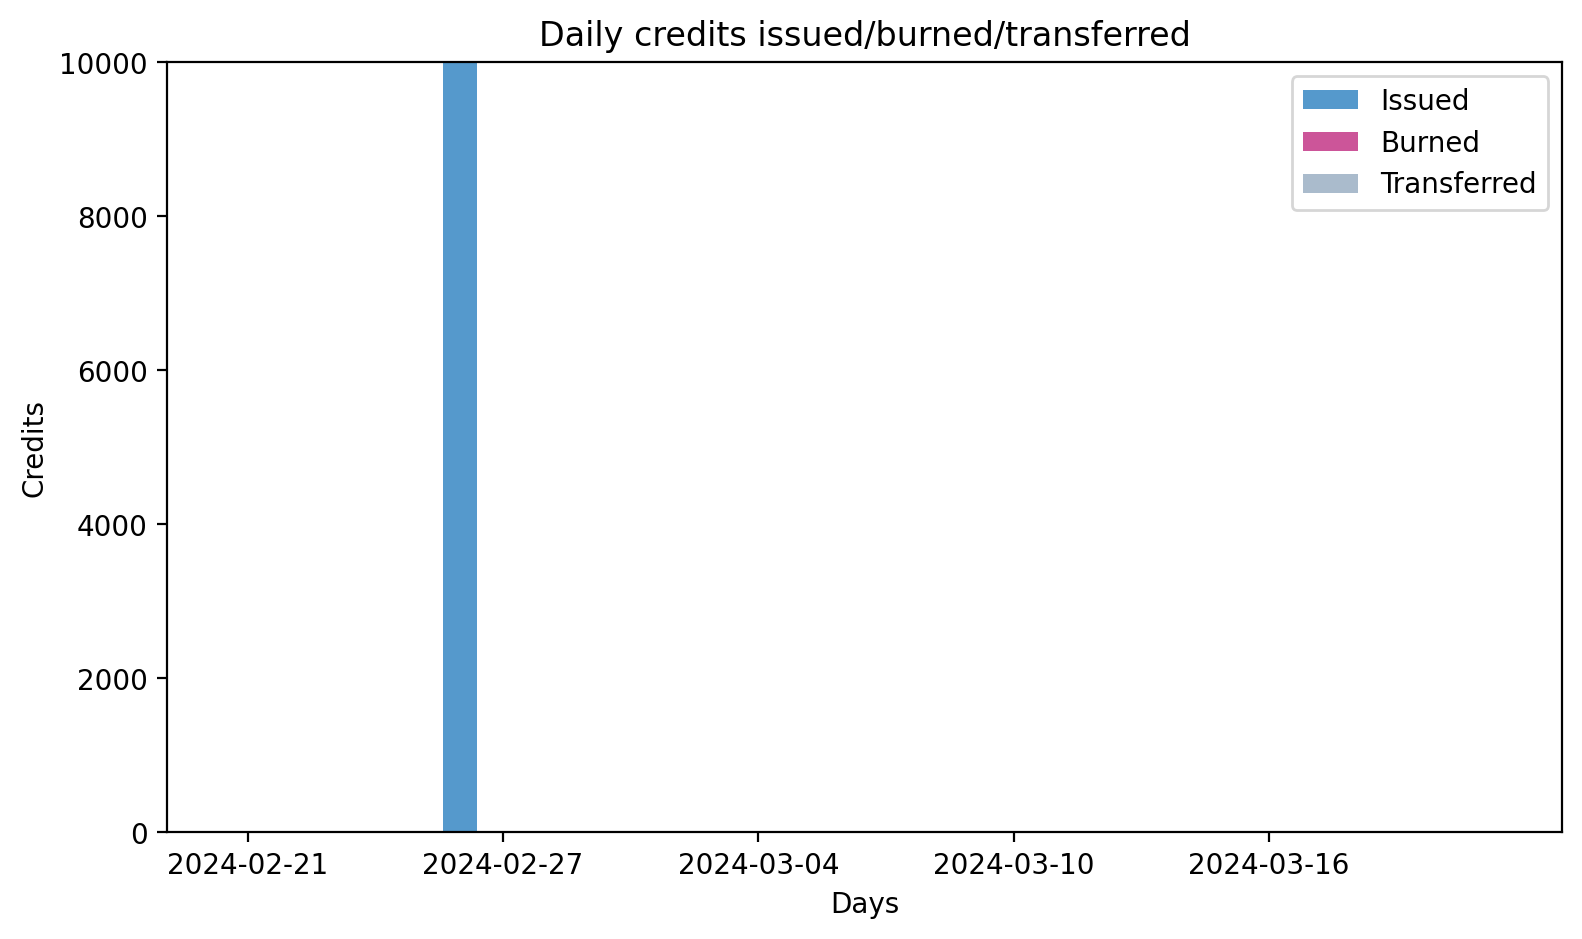 Daily credits issued/burned/transferred
10000
8000
6000
4000
2000
0
Credits
Issued
Burned
Transferred
2024-02-21
2024-02-27
2024-03-04
2024-03-10
2024-03-16
Days